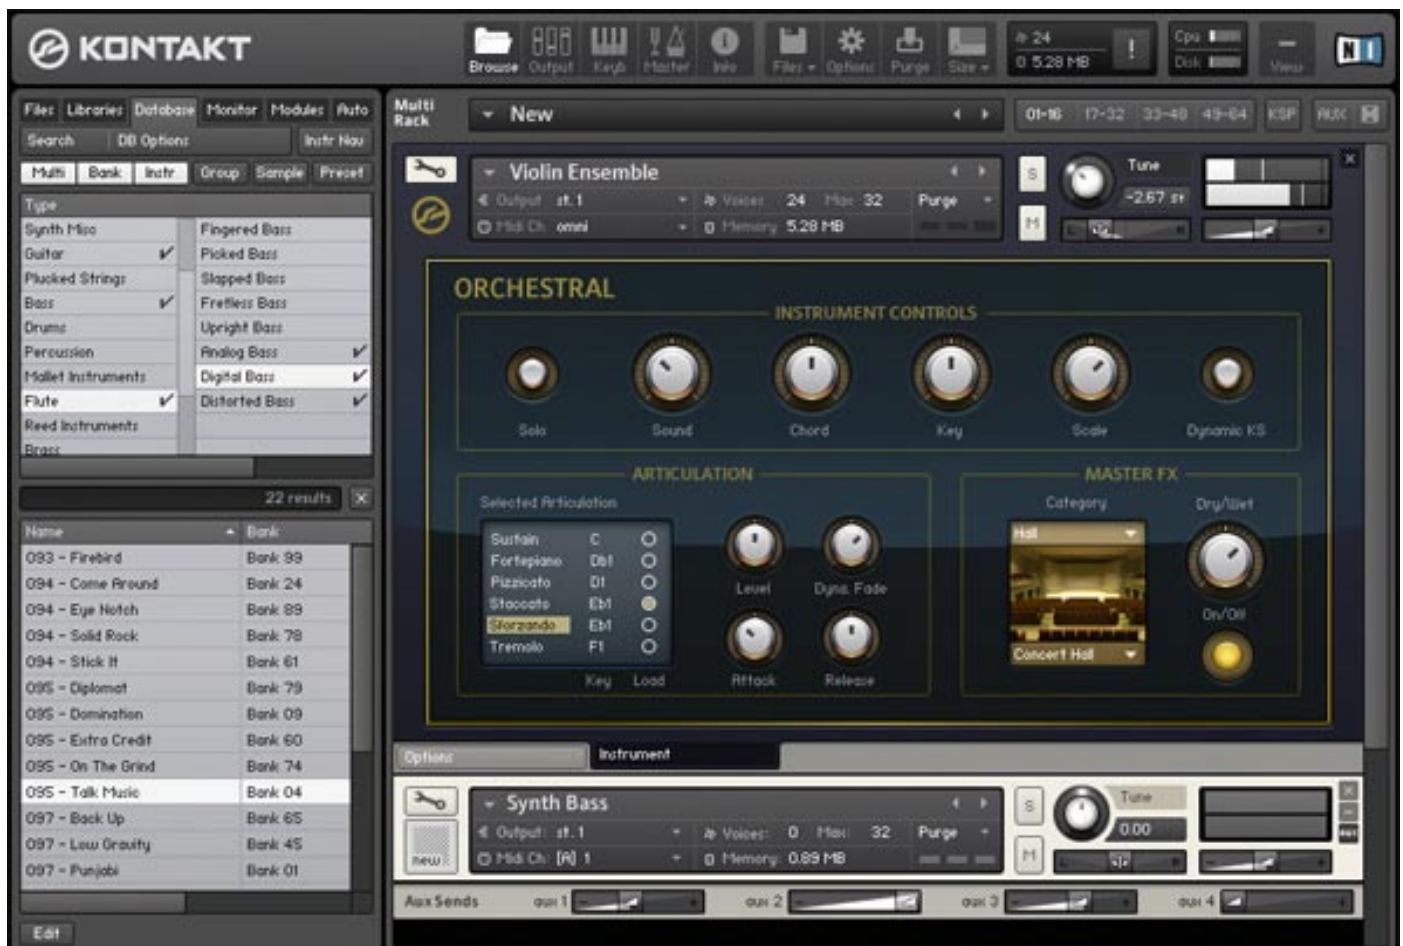 KONTAKT
Browse Output Keyb Master Info Files Options Purge Size
24
0 5.28 MB
!
Cpu
Disk
View
NI
Files Libraries Database Monitor Modules Auto
Search DB Options Instr Nav
Multi Bank Instr Group Sample Preset
Type
Synth Misc Fingered Bass
Guitar Picked Bass
Plucked Strings Slapped Bass
Bass Fretless Bass
Drums Upright Bass
Percussion Analog Bass
Mallet Instruments Digital Bass
Flute Distorted Bass
Reed Instruments
Brass
22 results
Name Bank
093 - Firebird Bank 99
094 - Come Around Bank 24
094 - Eye Notch Bank 89
094 - Solid Rock Bank 78
094 - Stick It Bank 61
095 - Diplomat Bank 79
095 - Domination Bank 09
095 - Extra Credit Bank 60
095 - On The Grind Bank 74
095 - Talk Music Bank 04
097 - Back Up Bank 65
097 - Low Gravity Bank 45
097 - Punjabi Bank 01
Edit
Multi Rack
New
01-16 17-32 33-48 49-64 KSP AUX
Violin Ensemble
Output st.1 Voices 24 Max 32 Purge
Midi Ch omni Memory 5.28 MB
S
M
Tune
-2.67 st
L R
- +
ORCHESTRAL
INSTRUMENT CONTROLS
Solo Sound Chord Key Scale Dynamic KS
ARTICULATION
Selected Articulation
Sustain C
Fortepiano Db1
Pizzicato D1
Staccato Eb1
Sforzando Eb1
Tremolo F1
Key Load
Level Dyna. Fade
Attack Release
MASTER FX
Category Dry/Wet
Hall
Concert Hall
On/Off
Options Instrument
Synth Bass
Output: st.1 Voices: 0 Max: 32 Purge
Midi Ch: [A] 1 Memory: 0.89 MB
new
S
M
Tune
0.00
L R
- +
Aux Sends aux 1 aux 2 aux 3 aux 4